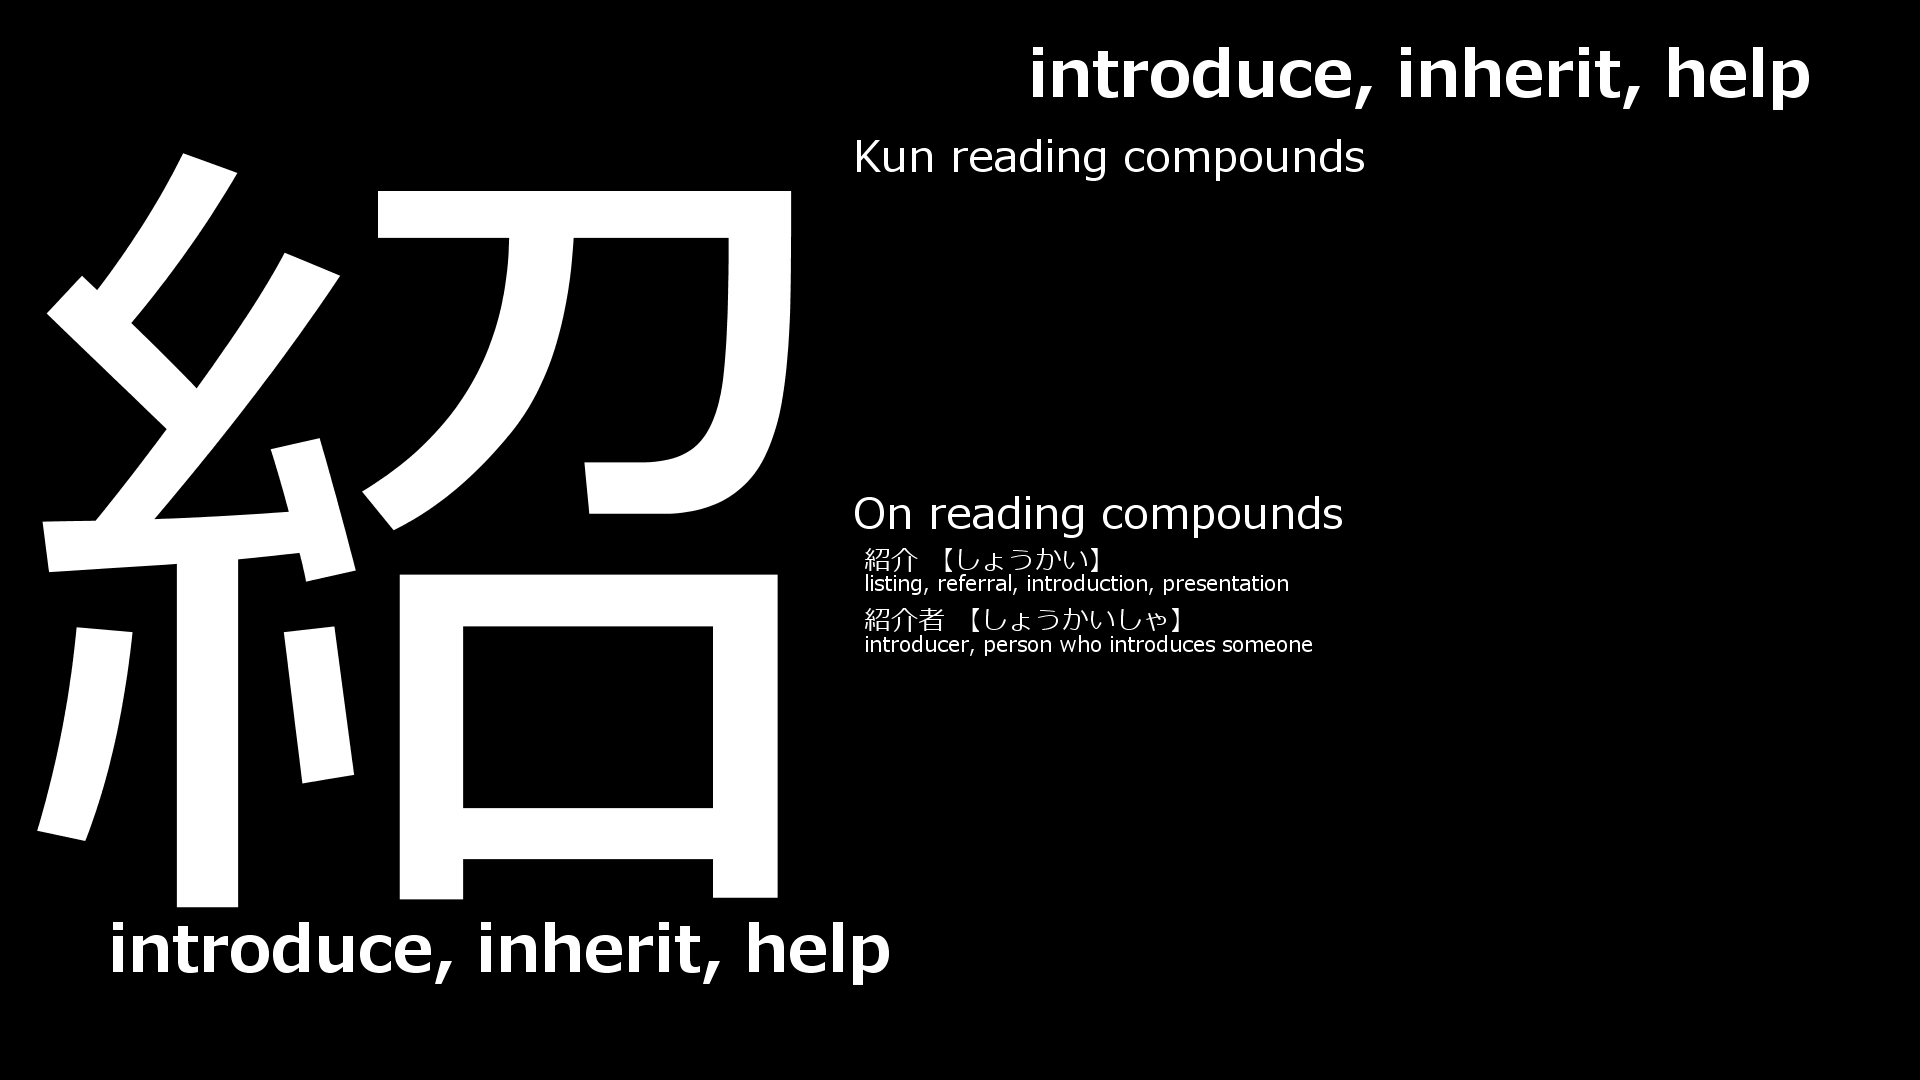 紹
introduce, inherit, help
introduce, inherit, help
Kun reading compounds
On reading compounds
紹介 【しょうかい】
listing, referral, introduction, presentation
紹介者 【しょうかいしゃ】
introducer, person who introduces someone